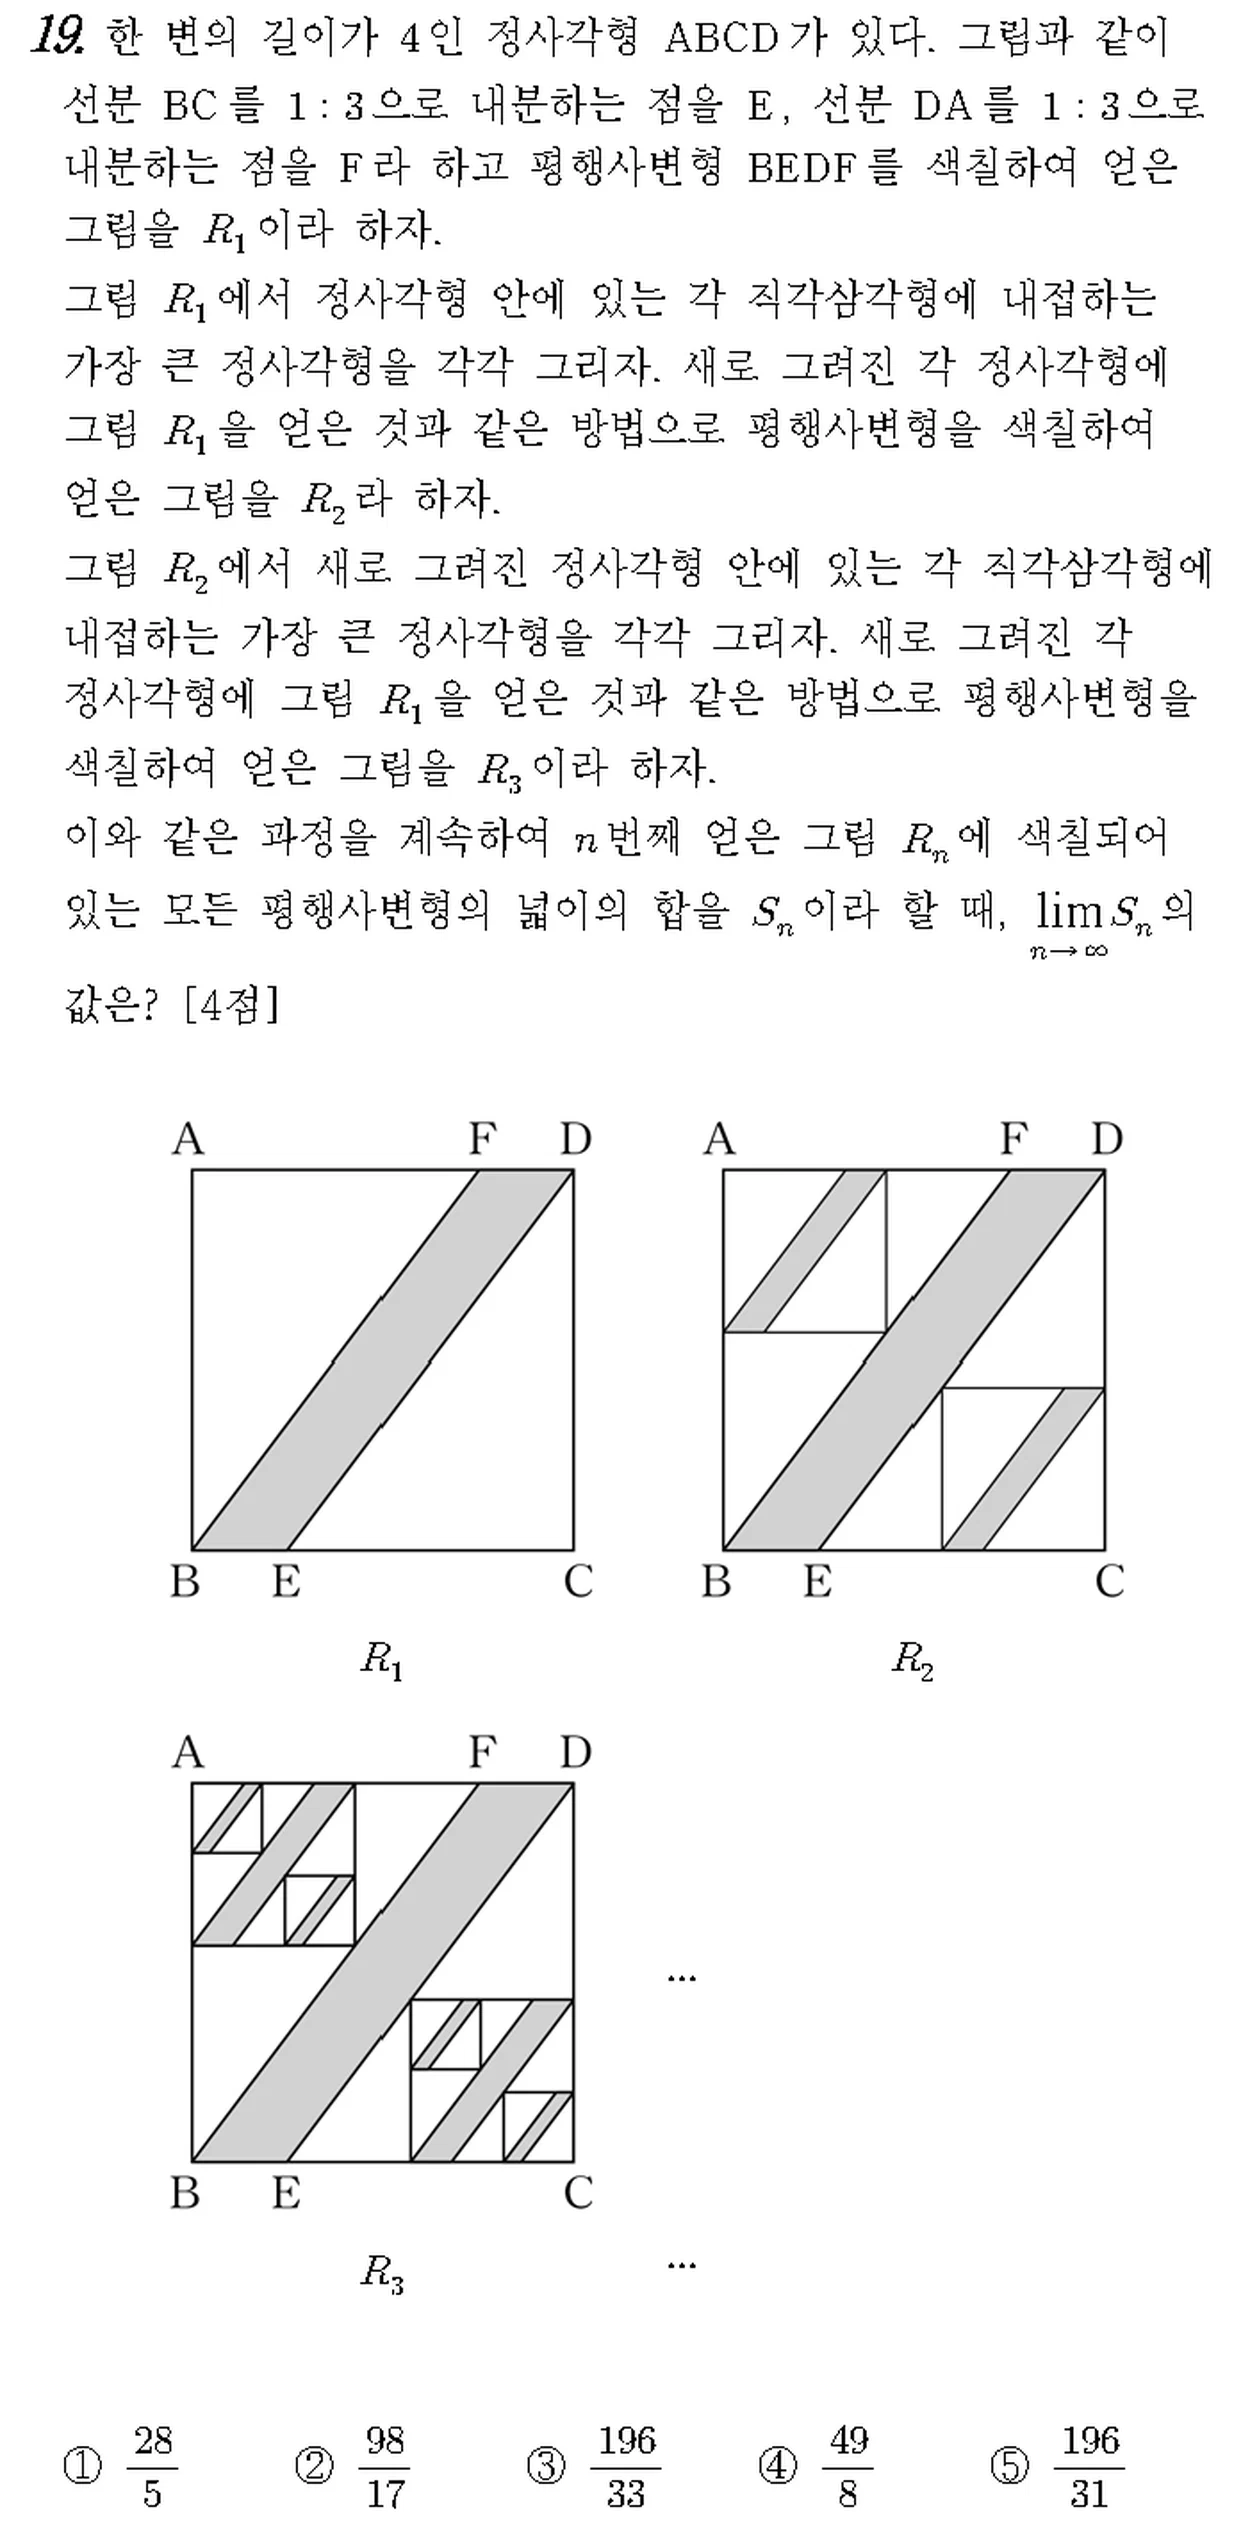 19. 한 변의 길이가 4인 정사각형 ABCD가 있다. 그림과 같이
선분 BC를 1 : 3으로 내분하는 점을 E, 선분 DA를 1 : 3으로
내분하는 점을 F라 하고 평행사변형 BEDF를 색칠하여 얻은
그림을 R₁이라 하자.
그림 R₁에서 정사각형 안에 있는 각 직각삼각형에 내접하는
가장 큰 정사각형을 각각 그리자. 새로 그려진 각 정사각형에
그림 R₁을 얻은 것과 같은 방법으로 평행사변형을 색칠하여
얻은 그림을 R₂라 하자.
그림 R₂에서 새로 그려진 정사각형 안에 있는 각 직각삼각형에
내접하는 가장 큰 정사각형을 각각 그리자. 새로 그려진 각
정사각형에 그림 R₁을 얻은 것과 같은 방법으로 평행사변형을
색칠하여 얻은 그림을 R₃이라 하자.
이와 같은 과정을 계속하여 n번째 얻은 그림 Rₙ에 색칠되어
있는 모든 평행사변형의 넓이의 합을 Sₙ이라 할 때, lim Sₙ의
n→∞
값은? [4점]
A F D A F D
B E C B E C
R₁ R₂
A F D
...
B E C
R₃ ...
① 28/5 ② 98/17 ③ 196/33 ④ 49/8 ⑤ 196/31